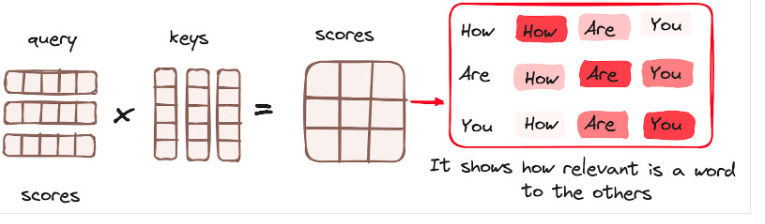 query
keys
scores
How How Are You
Are How Are You
You How Are You
It shows how relevant is a word
to the others
scores